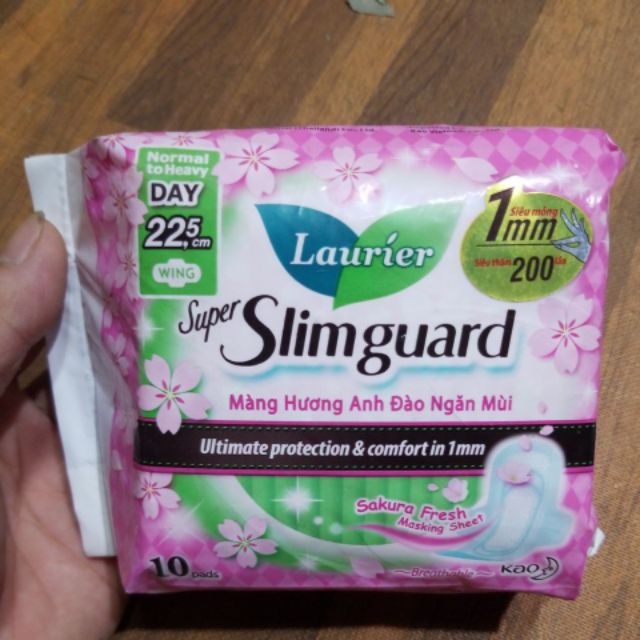 Normal
to Heavy
DAY
22,5 cm
WING
Laurier
Siêu mỏng
1mm
Siêu thấm 200 lần
Super Slimguard
Màng Hương Anh Đào Ngăn Mùi
Ultimate protection & comfort in 1mm
Sakura Fresh
Masking Sheet
10 pads
Breathable
Kao